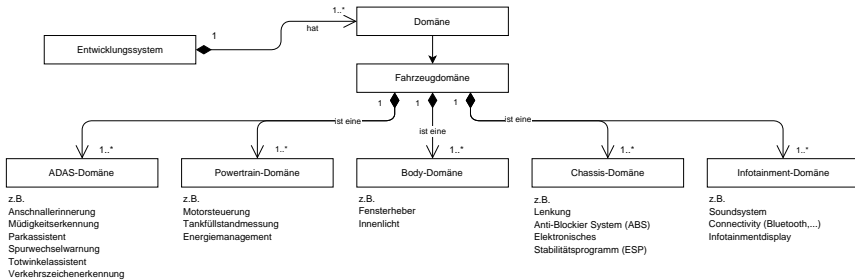 1..*
Domäne
1
hat
Entwicklungssystem
Fahrzeugdomäne
1
1
1
ist eine
ist eine
ist eine
1..*
1..*
1..*
1..*
1..*
ADAS-Domäne
Powertrain-Domäne
Body-Domäne
Chassis-Domäne
Infotainment-Domäne
z.B.
Anschnallerinnerung
Müdigkeitserkennung
Parkassistent
Spurwechselwarnung
Totwinkelassistent
Verkehrszeichenerkennung
z.B.
Motorsteuerung
Tankfüllstandmessung
Energiemanagement
z.B.
Fensterheber
Innenlicht
z.B.
Lenkung
Anti-Blockier System (ABS)
Elektronisches
Stabilitätsprogramm (ESP)
z.B.
Soundsystem
Connectivity (Bluetooth,...)
Infotainmentdisplay